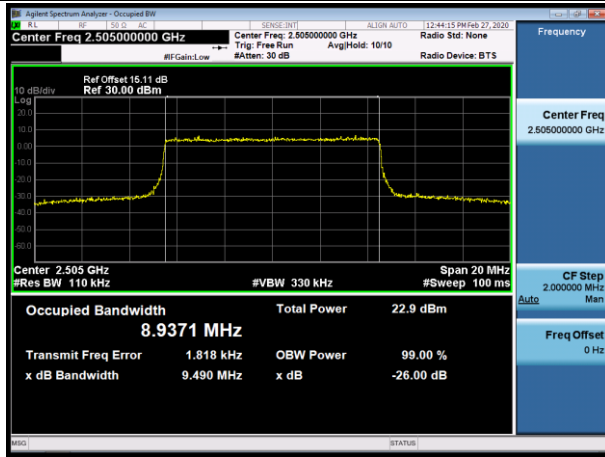 Agilent Spectrum Analyzer - Occupied BW
RL RF 50 Ω AC SENSE:INT ALIGN AUTO 12:44:15 PM Feb 27, 2020
Center Freq 2.505000000 GHz
Center Freq: 2.505000000 GHz Radio Std: None
Trig: Free Run Avg|Hold: 10/10
#IFGain:Low #Atten: 30 dB Radio Device: BTS
Ref Offset 15.11 dB
10 dB/div Ref 30.00 dBm
Log
20.0
10.0
0.00
-10.0
-20.0
-30.0
-40.0
-50.0
-60.0
Center 2.505 GHz Span 20 MHz
#Res BW 110 kHz #VBW 330 kHz #Sweep 100 ms
Occupied Bandwidth Total Power 22.9 dBm
8.9371 MHz
Transmit Freq Error 1.818 kHz OBW Power 99.00 %
x dB Bandwidth 9.490 MHz x dB -26.00 dB
MSG STATUS
Frequency
Center Freq
2.505000000 GHz
CF Step
2.000000 MHz
Auto Man
Freq Offset
0 Hz